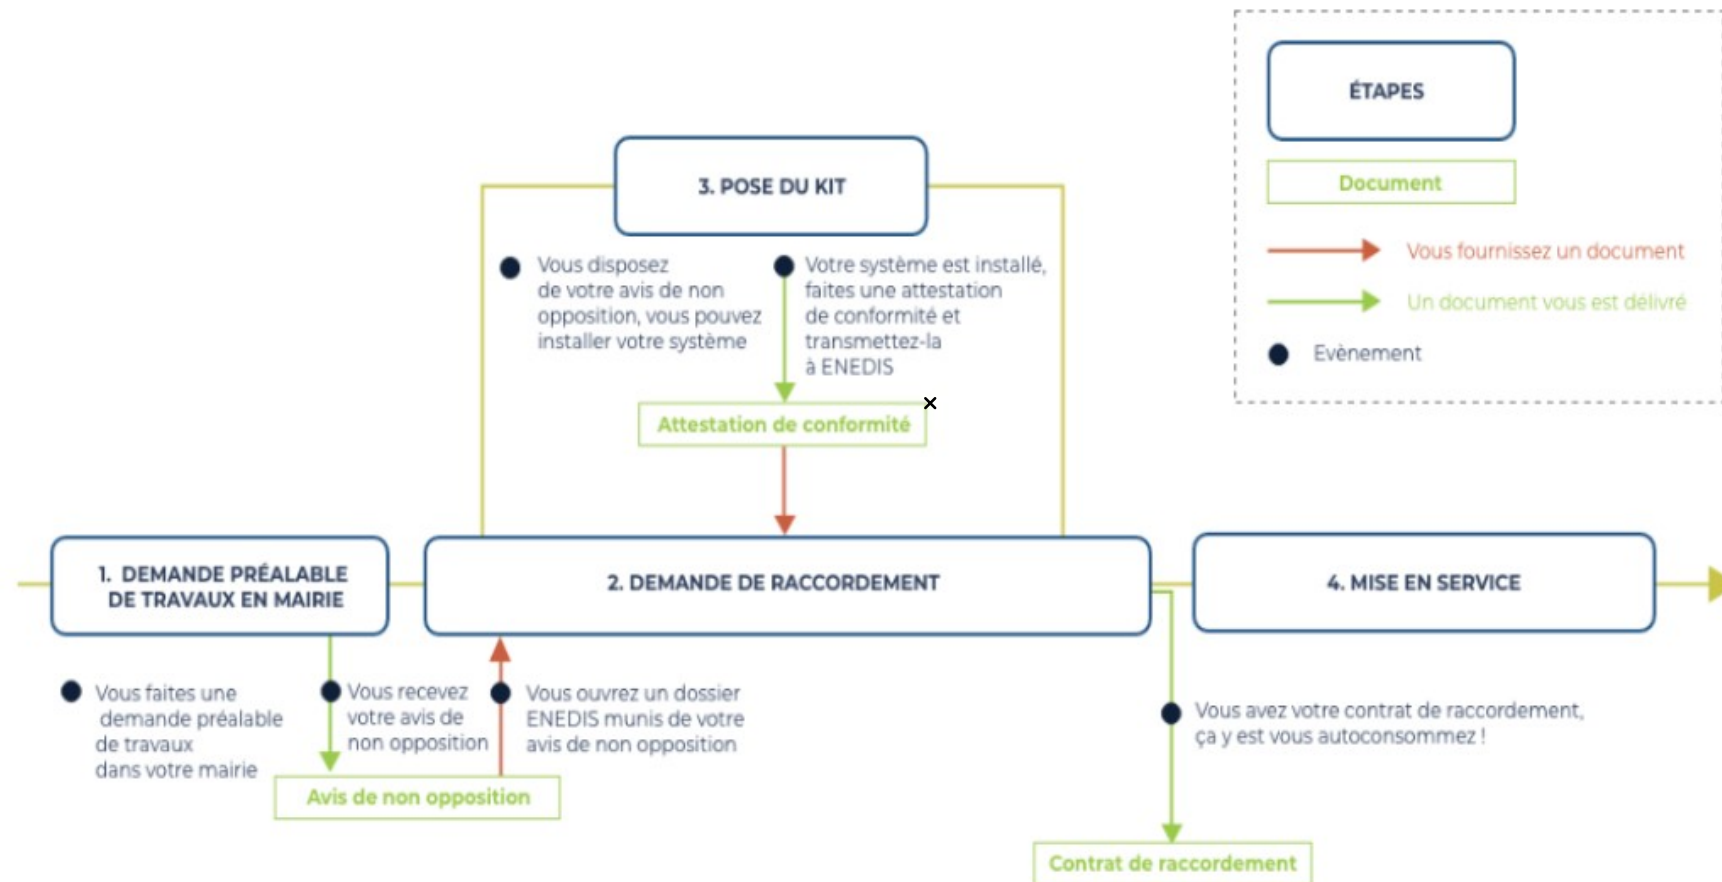 ÉTAPES
Document
Vous fournissez un document
Un document vous est délivré
Evènement
3. POSE DU KIT
Vous disposez
de votre avis de non
opposition, vous pouvez
installer votre système
Votre système est installé,
faites une attestation
de conformité et
transmettez-la
à ENEDIS
Attestation de conformité
1. DEMANDE PRÉALABLE
DE TRAVAUX EN MAIRIE
2. DEMANDE DE RACCORDEMENT
4. MISE EN SERVICE
Vous faites une
demande préalable
de travaux
dans votre mairie
Vous recevez
votre avis de
non opposition
Vous ouvrez un dossier
ENEDIS munis de votre
avis de non opposition
Avis de non opposition
Vous avez votre contrat de raccordement,
ça y est vous autoconsommez !
Contrat de raccordement